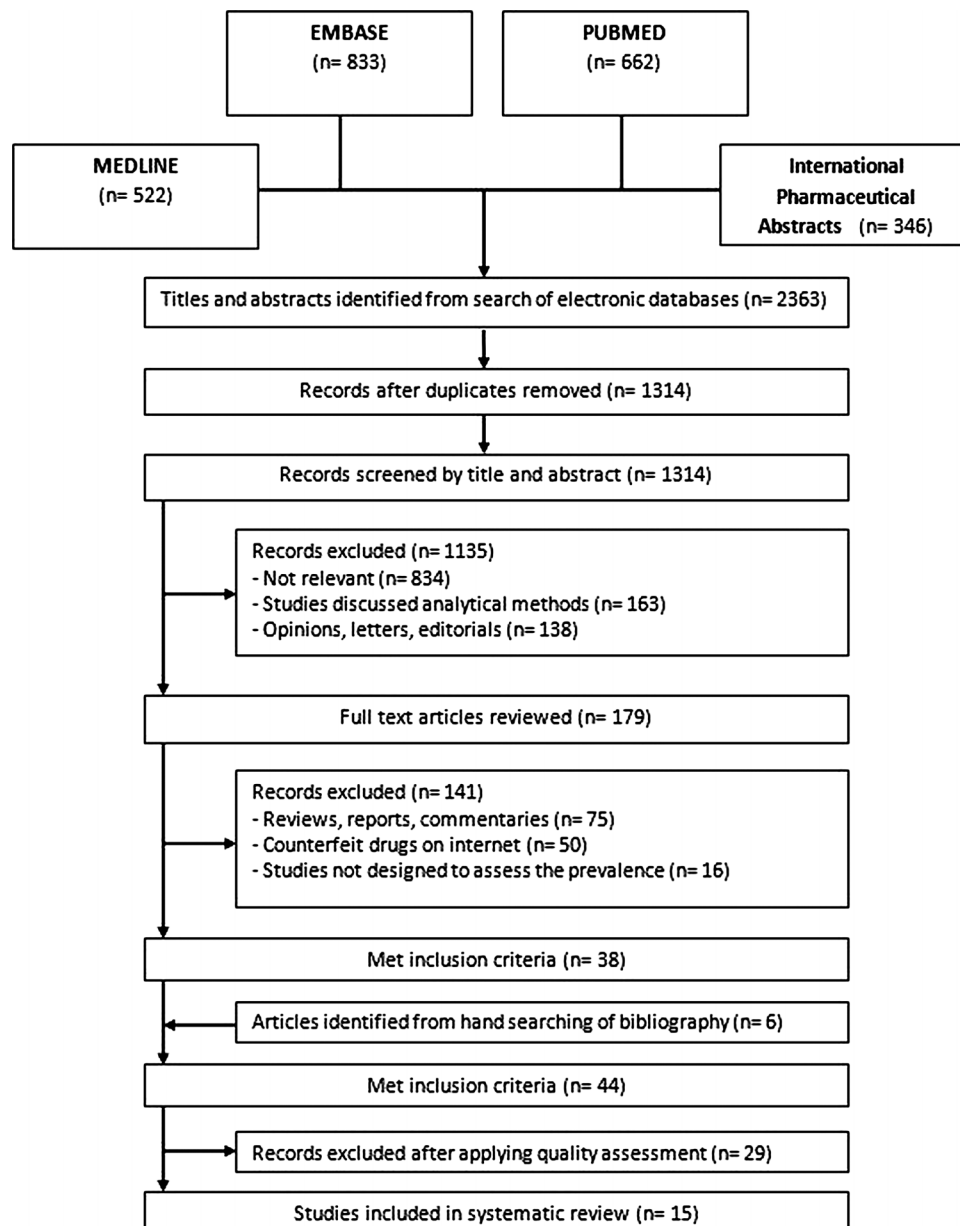 EMBASE
(n= 833)
PUBMED
(n= 662)
MEDLINE
(n= 522)
International
Pharmaceutical
Abstracts (n= 346)
Titles and abstracts identified from search of electronic databases (n= 2363)
Records after duplicates removed (n= 1314)
Records screened by title and abstract (n= 1314)
Records excluded (n= 1135)
- Not relevant (n= 834)
- Studies discussed analytical methods (n= 163)
- Opinions, letters, editorials (n= 138)
Full text articles reviewed (n= 179)
Records excluded (n= 141)
- Reviews, reports, commentaries (n= 75)
- Counterfeit drugs on internet (n= 50)
- Studies not designed to assess the prevalence (n= 16)
Met inclusion criteria (n= 38)
Articles identified from hand searching of bibliography (n= 6)
Met inclusion criteria (n= 44)
Records excluded after applying quality assessment (n= 29)
Studies included in systematic review (n= 15)